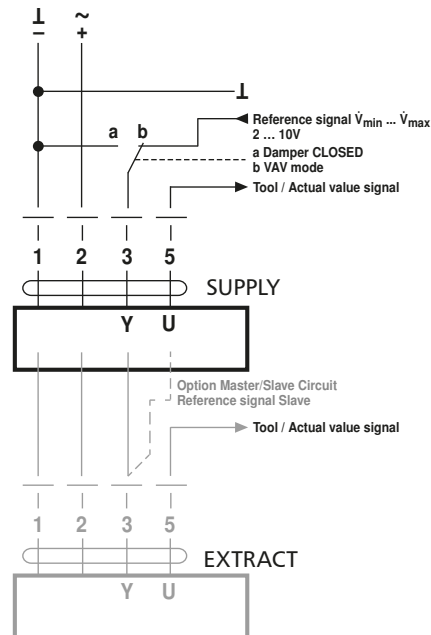 ⊥ ~
– +
⊥
a b
Reference signal V̇min ... V̇max
2 … 10V
a Damper CLOSED
b VAV mode
Tool / Actual value signal
1 2 3 5
SUPPLY
Y U
Option Master/Slave Circuit
Reference signal Slave
Tool / Actual value signal
1 2 3 5
EXTRACT
Y U